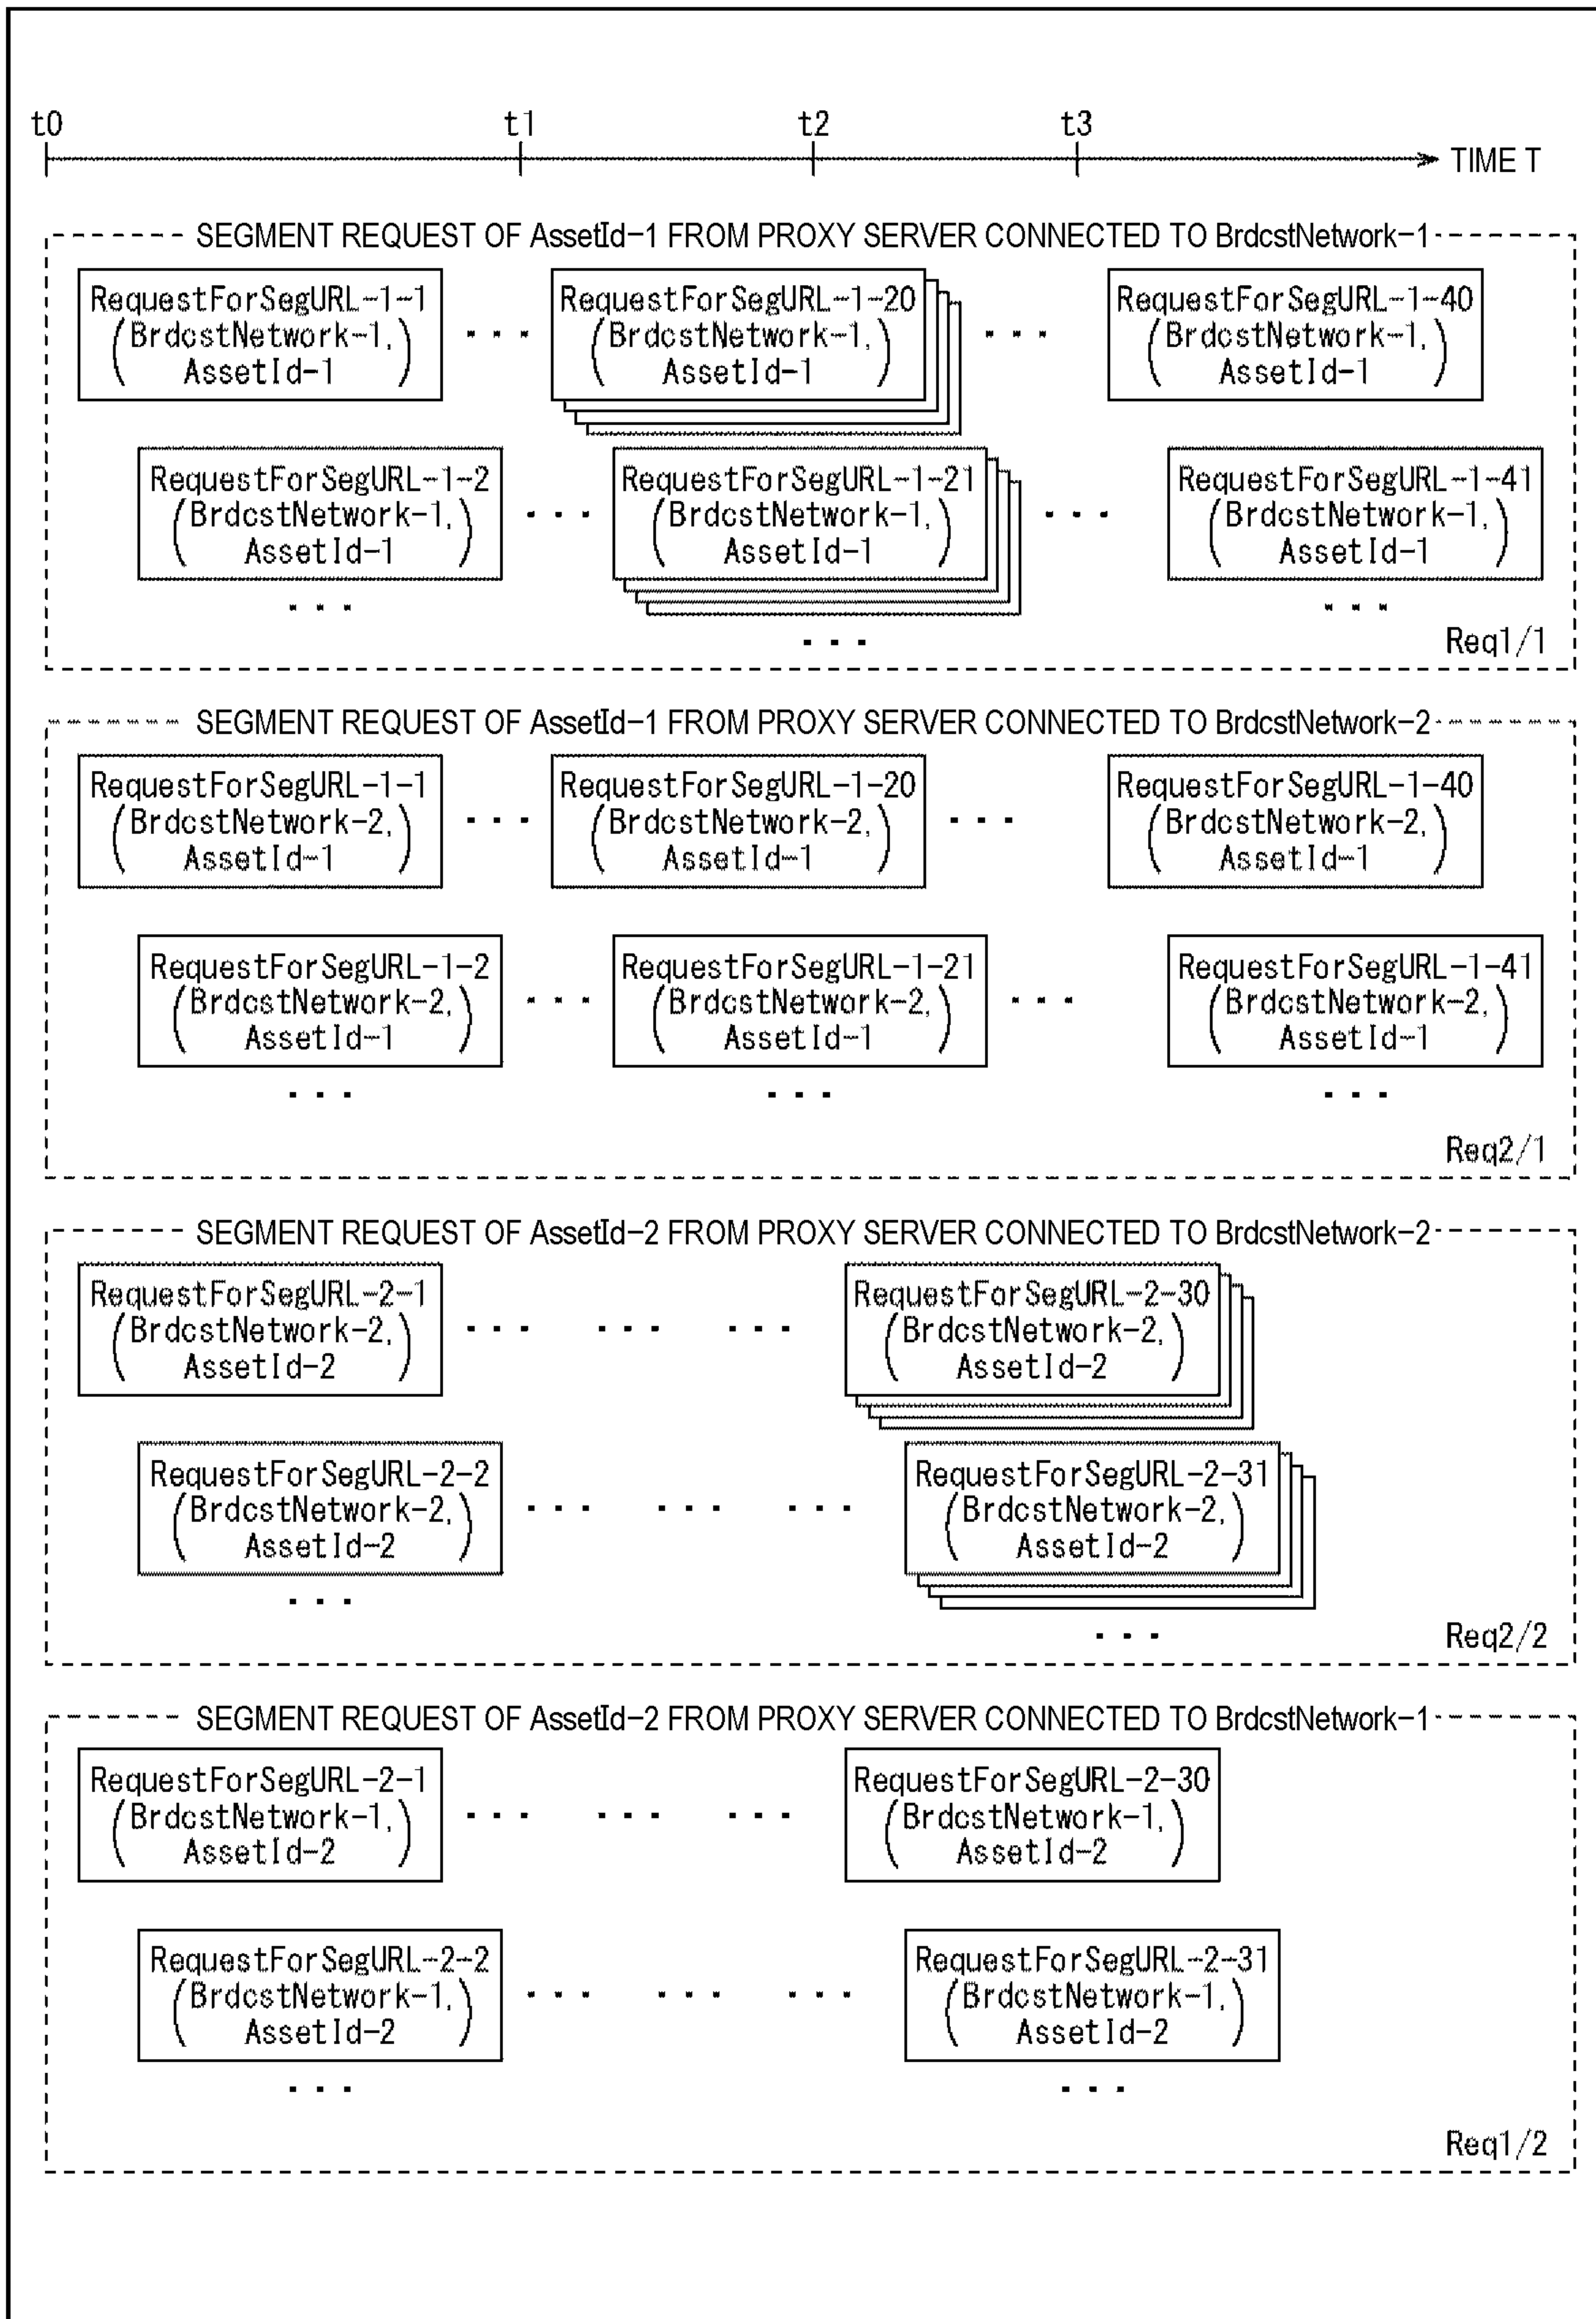 t0 t1 t2 t3
TIME T
SEGMENT REQUEST OF AssetId-1 FROM PROXY SERVER CONNECTED TO BrdcstNetwork-1
RequestForSegURL-1-1
(BrdcstNetwork-1,
AssetId-1)
. . .
RequestForSegURL-1-20
(BrdcstNetwork-1,
AssetId-1)
. . .
RequestForSegURL-1-40
(BrdcstNetwork-1,
AssetId-1)
RequestForSegURL-1-2
(BrdcstNetwork-1,
AssetId-1)
. . .
RequestForSegURL-1-21
(BrdcstNetwork-1,
AssetId-1)
. . .
RequestForSegURL-1-41
(BrdcstNetwork-1,
AssetId-1)
. . .
. . .
. . .
Req1/1
SEGMENT REQUEST OF AssetId-1 FROM PROXY SERVER CONNECTED TO BrdcstNetwork-2
RequestForSegURL-1-1
(BrdcstNetwork-2,
AssetId-1)
. . .
RequestForSegURL-1-20
(BrdcstNetwork-2,
AssetId-1)
. . .
RequestForSegURL-1-40
(BrdcstNetwork-2,
AssetId-1)
RequestForSegURL-1-2
(BrdcstNetwork-2,
AssetId-1)
. . .
RequestForSegURL-1-21
(BrdcstNetwork-2,
AssetId-1)
. . .
RequestForSegURL-1-41
(BrdcstNetwork-2,
AssetId-1)
. . .
. . .
. . .
Req2/1
SEGMENT REQUEST OF AssetId-2 FROM PROXY SERVER CONNECTED TO BrdcstNetwork-2
RequestForSegURL-2-1
(BrdcstNetwork-2,
AssetId-2)
. . . . . . . . .
RequestForSegURL-2-30
(BrdcstNetwork-2,
AssetId-2)
RequestForSegURL-2-2
(BrdcstNetwork-2,
AssetId-2)
. . . . . . . . .
RequestForSegURL-2-31
(BrdcstNetwork-2,
AssetId-2)
. . .
. . .
Req2/2
SEGMENT REQUEST OF AssetId-2 FROM PROXY SERVER CONNECTED TO BrdcstNetwork-1
RequestForSegURL-2-1
(BrdcstNetwork-1,
AssetId-2)
. . . . . . . . .
RequestForSegURL-2-30
(BrdcstNetwork-1,
AssetId-2)
RequestForSegURL-2-2
(BrdcstNetwork-1,
AssetId-2)
. . . . . . . . .
RequestForSegURL-2-31
(BrdcstNetwork-1,
AssetId-2)
. . .
. . .
Req1/2